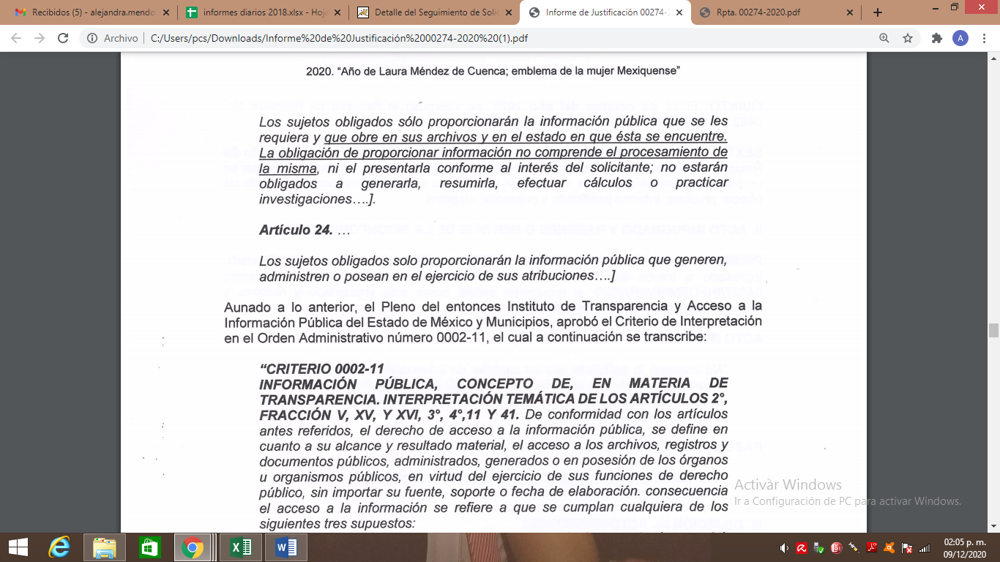 Recibidos (5) - alejandra.mendo
informes diarios 2018.xlsx - Hoja
Detalle del Seguimiento de Solic
Informe de Justificación 00274-2
Rpta. 00274-2020.pdf
Archivo
C:/Users/pcs/Downloads/Informe%20de%20Justificación%2000274-2020%20(1).pdf
A
2020. “Año de Laura Méndez de Cuenca; emblema de la mujer Mexiquense”
Los sujetos obligados sólo proporcionarán la información pública que se les
requiera y que obre en sus archivos y en el estado en que ésta se encuentre.
La obligación de proporcionar información no comprende el procesamiento de
la misma, ni el presentarla conforme al interés del solicitante; no estarán
obligados a generarla, resumirla, efectuar cálculos o practicar
investigaciones….].
Artículo 24. …
Los sujetos obligados solo proporcionarán la información pública que generen,
administren o posean en el ejercicio de sus atribuciones….]
Aunado a lo anterior, el Pleno del entonces Instituto de Transparencia y Acceso a la
Información Pública del Estado de México y Municipios, aprobó el Criterio de Interpretación
en el Orden Administrativo número 0002-11, el cual a continuación se transcribe:
“CRITERIO 0002-11
INFORMACIÓN PÚBLICA, CONCEPTO DE, EN MATERIA DE
TRANSPARENCIA. INTERPRETACIÓN TEMÁTICA DE LOS ARTÍCULOS 2°,
FRACCIÓN V, XV, Y XVI, 3°, 4°,11 Y 41. De conformidad con los artículos
antes referidos, el derecho de acceso a la información pública, se define en
cuanto a su alcance y resultado material, el acceso a los archivos, registros y
documentos públicos, administrados, generados o en posesión de los órganos
u organismos públicos, en virtud del ejercicio de sus funciones de derecho
público, sin importar su fuente, soporte o fecha de elaboración. consecuencia
el acceso a la información se refiere a que se cumplan cualquiera de los
siguientes tres supuestos:
Activar Windows
Ir a Configuración de PC para activar Windows.
02:05 p. m.
09/12/2020